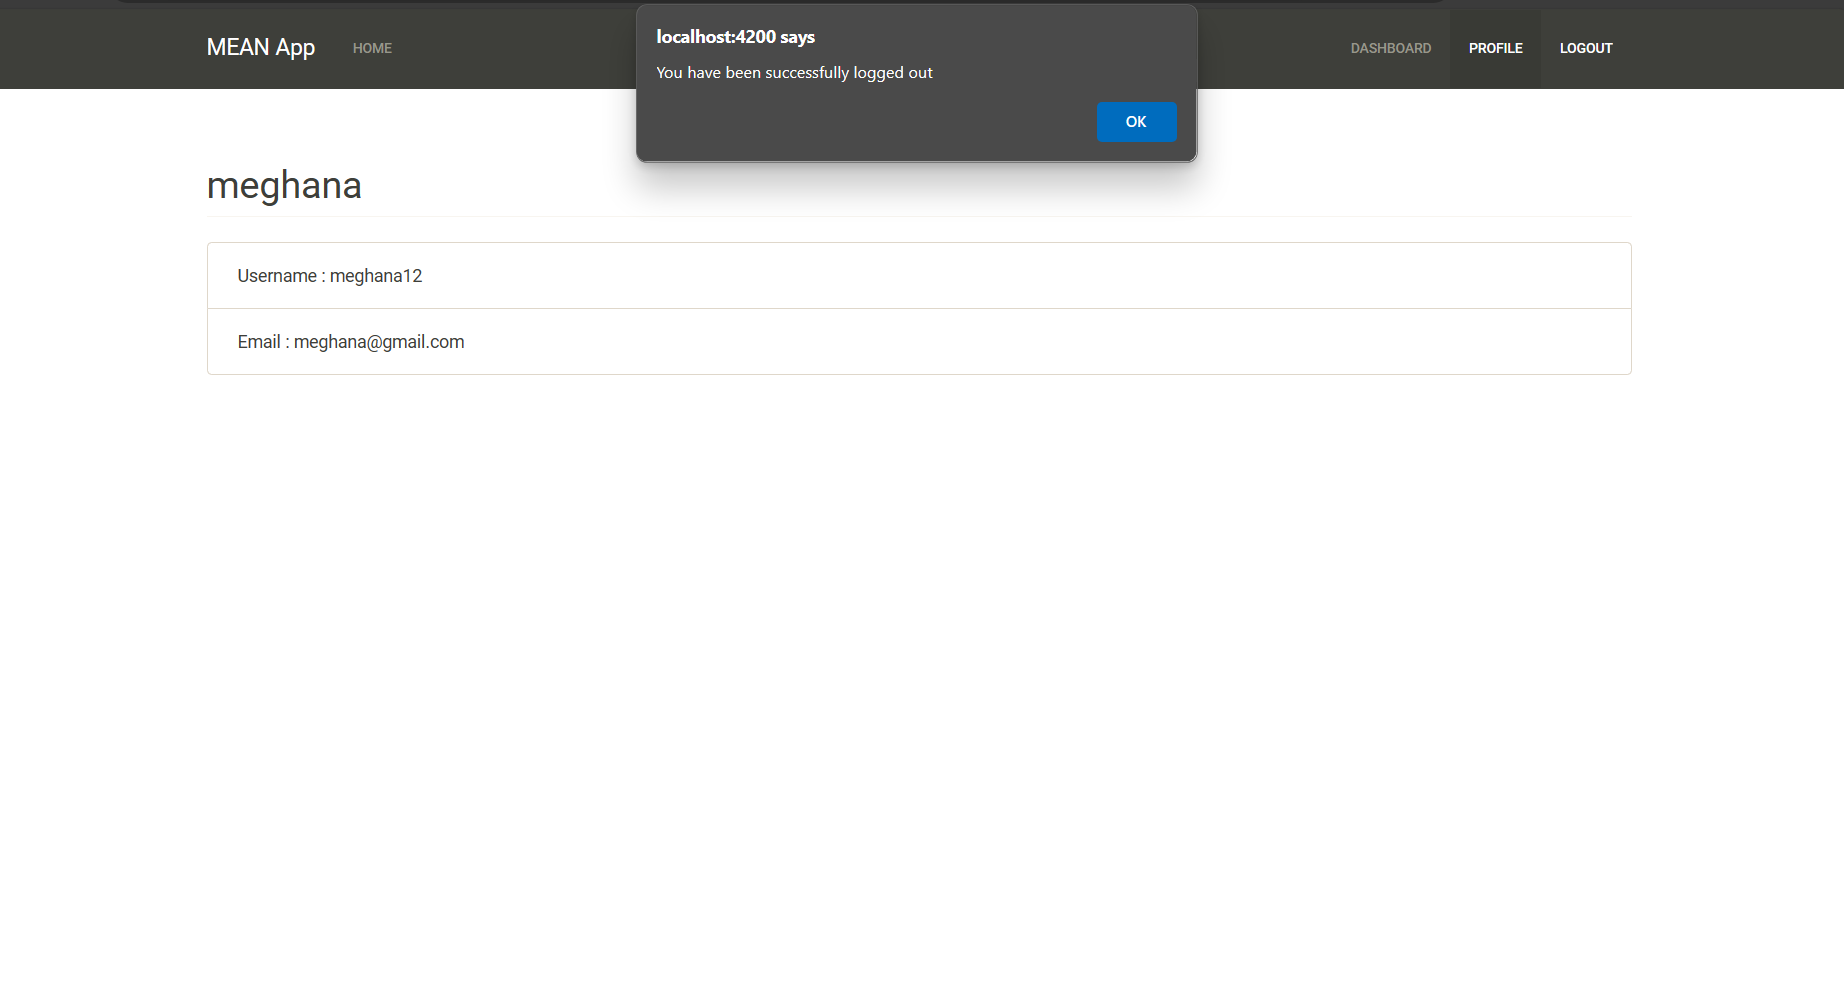 MEAN App HOME DASHBOARD PROFILE LOGOUT
localhost:4200 says
You have been successfully logged out
OK
meghana
Username : meghana12
Email : meghana@gmail.com